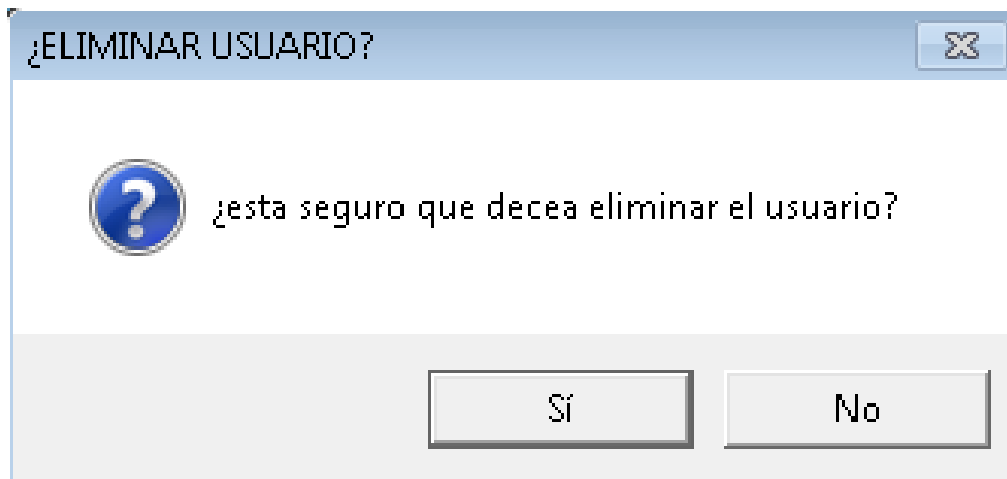 ¿ELIMINAR USUARIO?
¿esta seguro que decea eliminar el usuario?
Sí
No